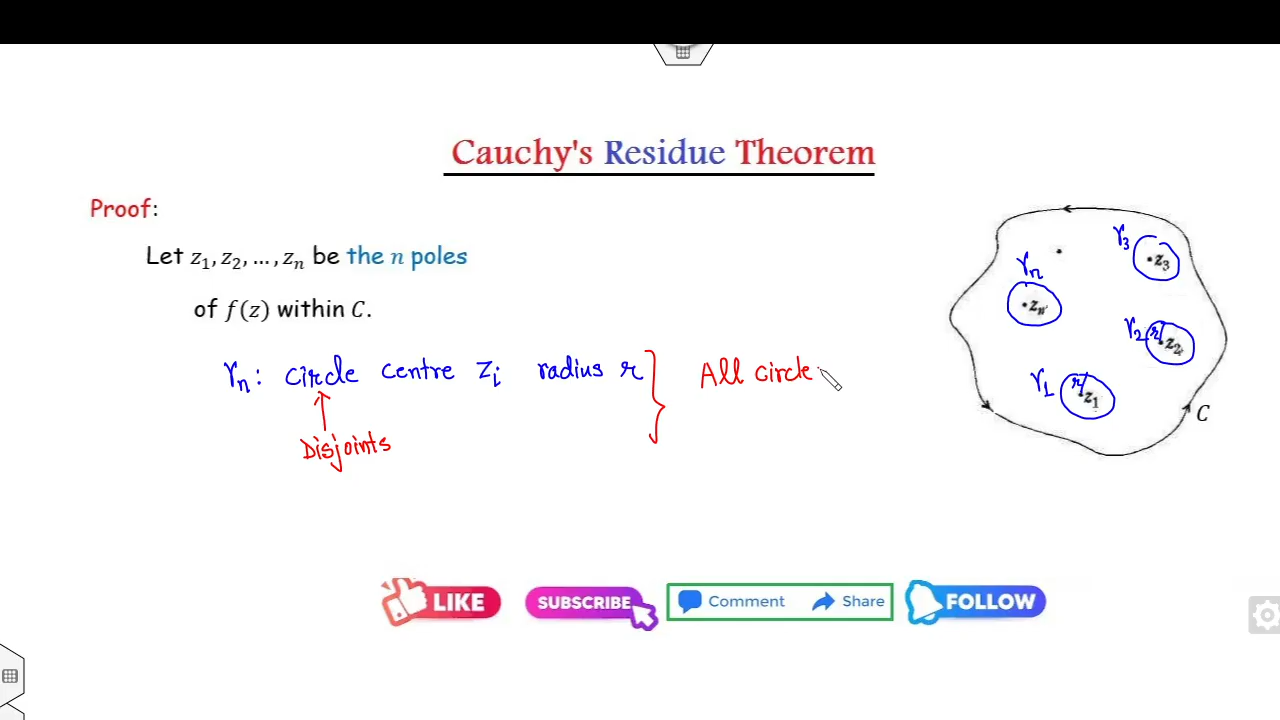 Cauchy's Residue Theorem
Proof:
Let z₁, z₂, ..., zₙ be the n poles
of f(z) within C.
γₙ: circle centre zᵢ radius r } All circle
Disjoints
γ₃
z₃
γₙ
zₙ
γ₂ r
z₂
γ₁ r
z₁
C
LIKE SUBSCRIBE Comment Share FOLLOW